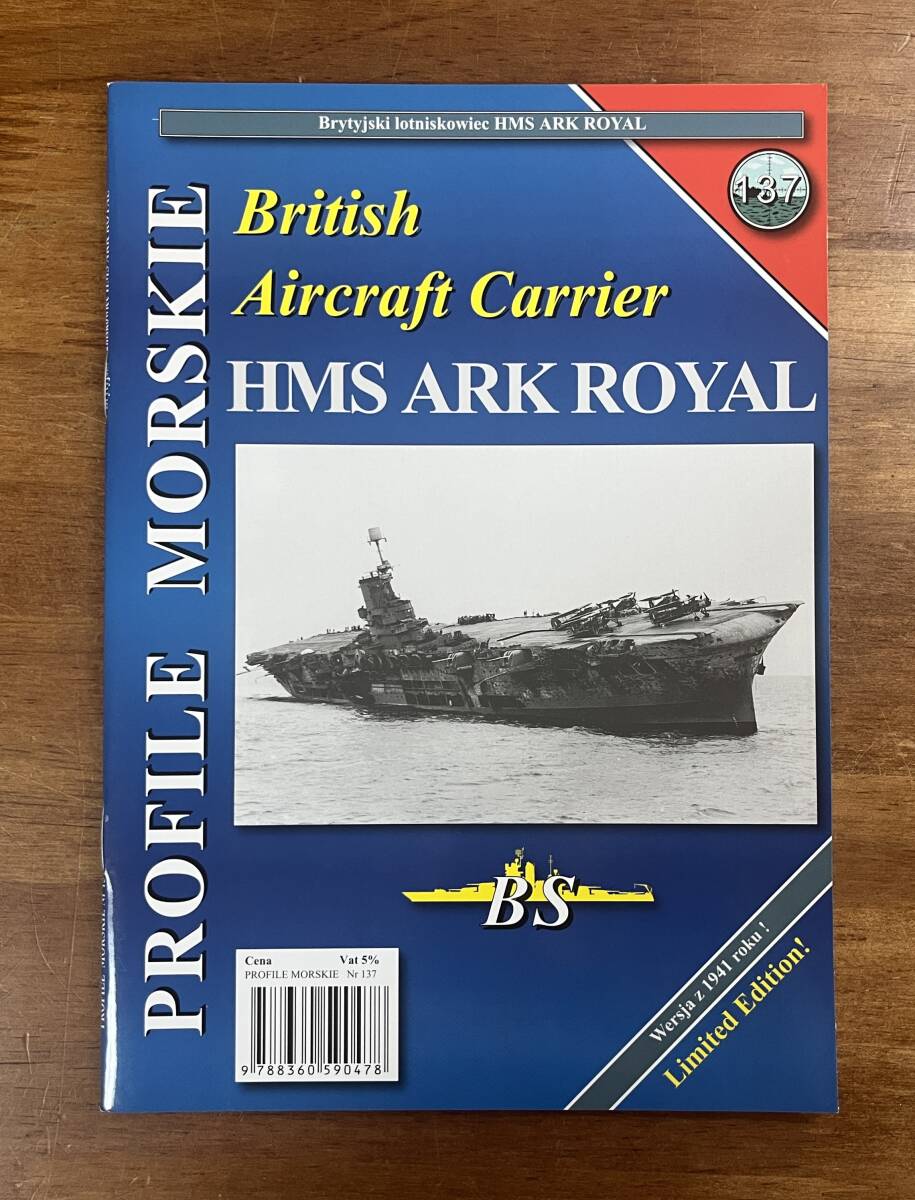 Brytyjski lotniskowiec HMS ARK ROYAL
137
PROFILE MORSKIE
British
Aircraft Carrier
HMS ARK ROYAL
BS
Cena Vat 5%
PROFILE MORSKIE Nr 137
9 788360 590478
Wersja z 1941 roku !
Limited Edition!